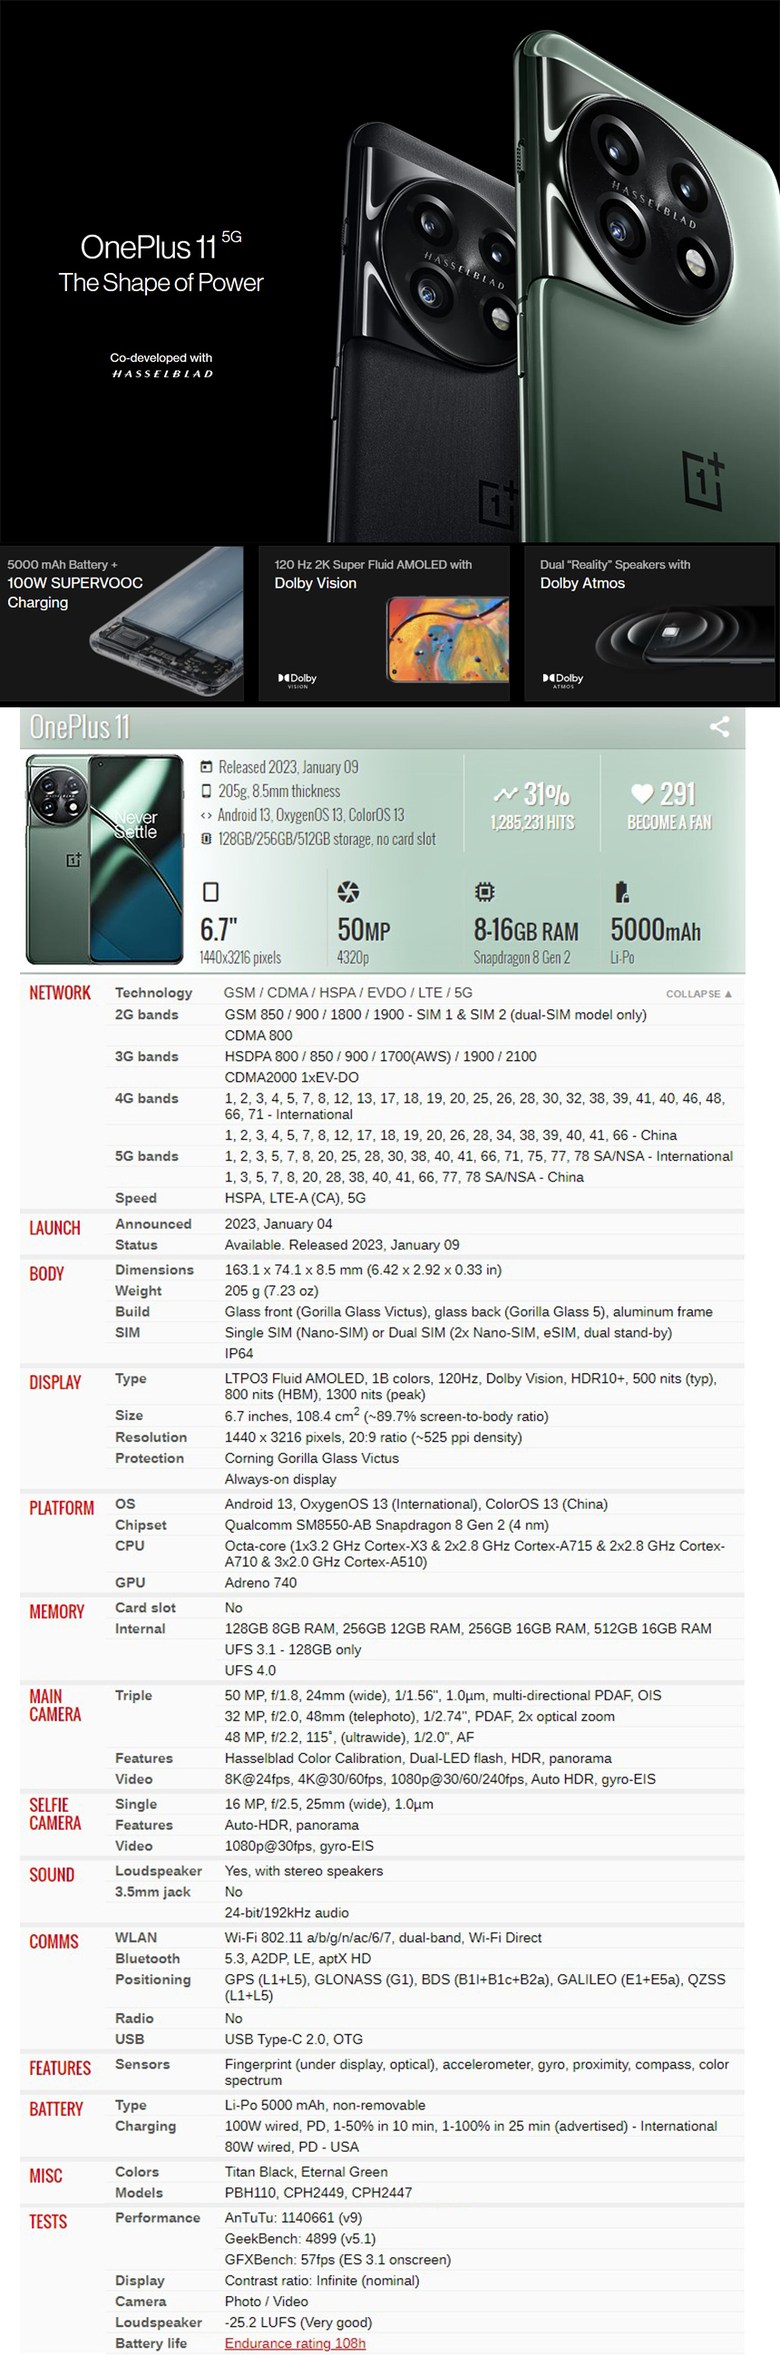 OnePlus 11 5G
The Shape of Power
Co-developed with
HASSELBLAD
HASSELBLAD
HASSELBLAD
5000 mAh Battery +
100W SUPERVOOC
Charging
120 Hz 2K Super Fluid AMOLED with
Dolby Vision
Dolby
VISION
Dual "Reality" Speakers with
Dolby Atmos
Dolby
ATMOS
OnePlus 11
Never
Settle
Released 2023, January 09
205g, 8.5mm thickness
Android 13, OxygenOS 13, ColorOS 13
128GB/256GB/512GB storage, no card slot
31%
1,285,231 HITS
291
BECOME A FAN
6.7"
1440x3216 pixels
50MP
4320p
8-16GB RAM
Snapdragon 8 Gen 2
5000mAh
Li-Po
NETWORK Technology GSM / CDMA / HSPA / EVDO / LTE / 5G COLLAPSE ▲
2G bands GSM 850 / 900 / 1800 / 1900 - SIM 1 & SIM 2 (dual-SIM model only)
CDMA 800
3G bands HSDPA 800 / 850 / 900 / 1700(AWS) / 1900 / 2100
CDMA2000 1xEV-DO
4G bands 1, 2, 3, 4, 5, 7, 8, 12, 13, 17, 18, 19, 20, 25, 26, 28, 30, 32, 38, 39, 41, 40, 46, 48,
66, 71 - International
1, 2, 3, 4, 5, 7, 8, 12, 17, 18, 19, 20, 26, 28, 34, 38, 39, 40, 41, 66 - China
5G bands 1, 2, 3, 5, 7, 8, 20, 25, 28, 30, 38, 40, 41, 66, 71, 75, 77, 78 SA/NSA - International
1, 3, 5, 7, 8, 20, 28, 38, 40, 41, 66, 77, 78 SA/NSA - China
Speed HSPA, LTE-A (CA), 5G
LAUNCH Announced 2023, January 04
Status Available. Released 2023, January 09
BODY Dimensions 163.1 x 74.1 x 8.5 mm (6.42 x 2.92 x 0.33 in)
Weight 205 g (7.23 oz)
Build Glass front (Gorilla Glass Victus), glass back (Gorilla Glass 5), aluminum frame
SIM Single SIM (Nano-SIM) or Dual SIM (2x Nano-SIM, eSIM, dual stand-by)
IP64
DISPLAY Type LTPO3 Fluid AMOLED, 1B colors, 120Hz, Dolby Vision, HDR10+, 500 nits (typ),
800 nits (HBM), 1300 nits (peak)
Size 6.7 inches, 108.4 cm2 (~89.7% screen-to-body ratio)
Resolution 1440 x 3216 pixels, 20:9 ratio (~525 ppi density)
Protection Corning Gorilla Glass Victus
Always-on display
PLATFORM OS Android 13, OxygenOS 13 (International), ColorOS 13 (China)
Chipset Qualcomm SM8550-AB Snapdragon 8 Gen 2 (4 nm)
CPU Octa-core (1x3.2 GHz Cortex-X3 & 2x2.8 GHz Cortex-A715 & 2x2.8 GHz Cortex-
A710 & 3x2.0 GHz Cortex-A510)
GPU Adreno 740
MEMORY Card slot No
Internal 128GB 8GB RAM, 256GB 12GB RAM, 256GB 16GB RAM, 512GB 16GB RAM
UFS 3.1 - 128GB only
UFS 4.0
MAIN CAMERA Triple 50 MP, f/1.8, 24mm (wide), 1/1.56", 1.0µm, multi-directional PDAF, OIS
32 MP, f/2.0, 48mm (telephoto), 1/2.74", PDAF, 2x optical zoom
48 MP, f/2.2, 115˚, (ultrawide), 1/2.0", AF
Features Hasselblad Color Calibration, Dual-LED flash, HDR, panorama
Video 8K@24fps, 4K@30/60fps, 1080p@30/60/240fps, Auto HDR, gyro-EIS
SELFIE CAMERA Single 16 MP, f/2.5, 25mm (wide), 1.0µm
Features Auto-HDR, panorama
Video 1080p@30fps, gyro-EIS
SOUND Loudspeaker Yes, with stereo speakers
3.5mm jack No
24-bit/192kHz audio
COMMS WLAN Wi-Fi 802.11 a/b/g/n/ac/6/7, dual-band, Wi-Fi Direct
Bluetooth 5.3, A2DP, LE, aptX HD
Positioning GPS (L1+L5), GLONASS (G1), BDS (B1I+B1c+B2a), GALILEO (E1+E5a), QZSS
(L1+L5)
Radio No
USB USB Type-C 2.0, OTG
FEATURES Sensors Fingerprint (under display, optical), accelerometer, gyro, proximity, compass, color
spectrum
BATTERY Type Li-Po 5000 mAh, non-removable
Charging 100W wired, PD, 1-50% in 10 min, 1-100% in 25 min (advertised) - International
80W wired, PD - USA
MISC Colors Titan Black, Eternal Green
Models PBH110, CPH2449, CPH2447
TESTS Performance AnTuTu: 1140661 (v9)
GeekBench: 4899 (v5.1)
GFXBench: 57fps (ES 3.1 onscreen)
Display Contrast ratio: Infinite (nominal)
Camera Photo / Video
Loudspeaker -25.2 LUFS (Very good)
Battery life Endurance rating 108h